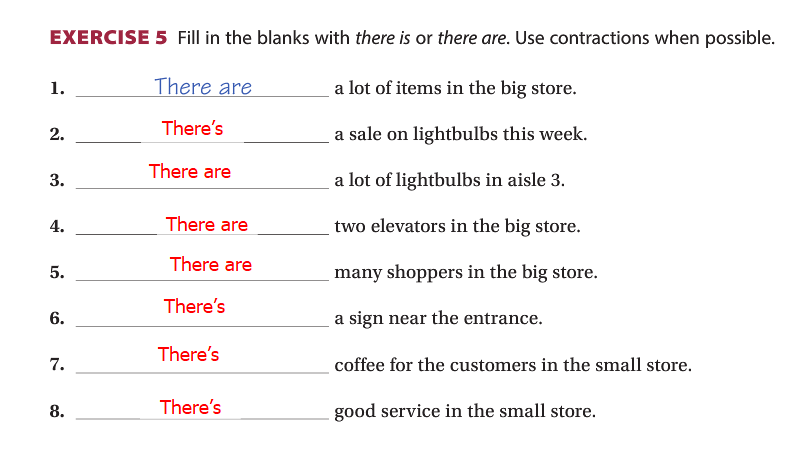 EXERCISE 5 Fill in the blanks with there is or there are. Use contractions when possible.
1. There are a lot of items in the big store.
2. There's a sale on lightbulbs this week.
3. There are a lot of lightbulbs in aisle 3.
4. There are two elevators in the big store.
5. There are many shoppers in the big store.
6. There's a sign near the entrance.
7. There's coffee for the customers in the small store.
8. There's good service in the small store.